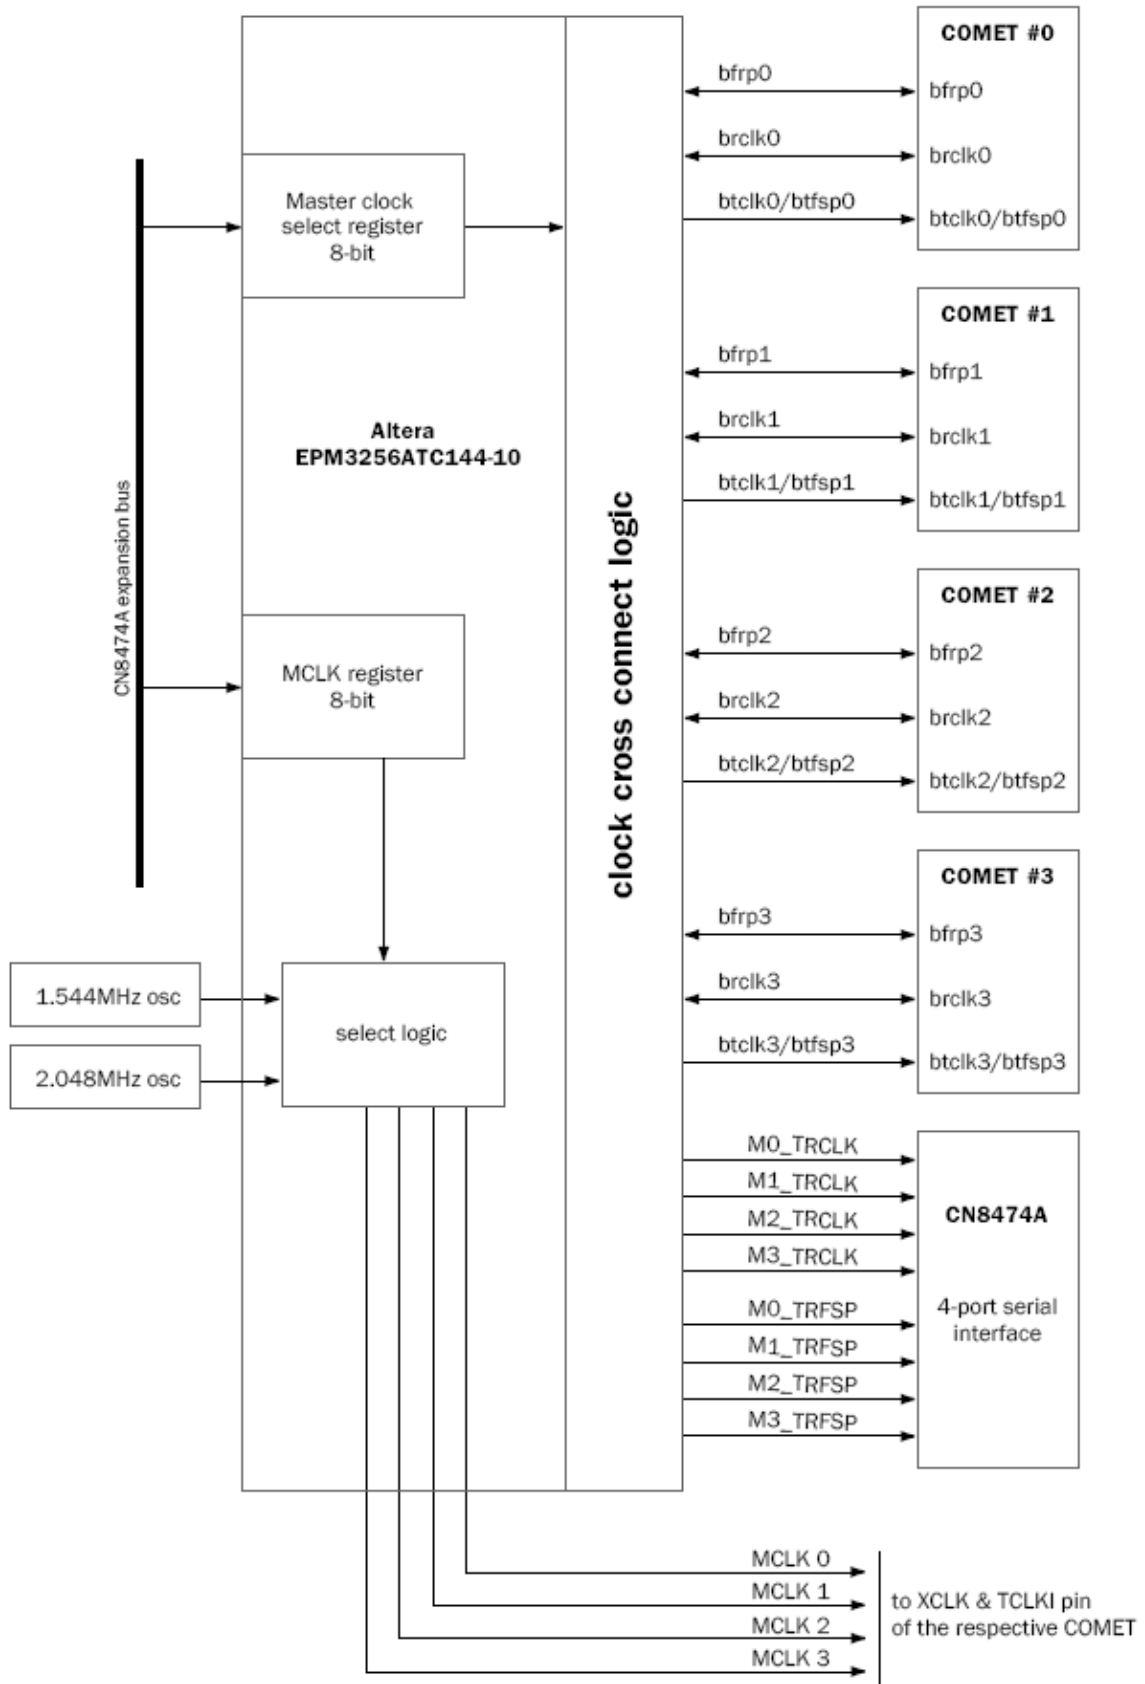 COMET #0
bfrp0
bfrp0
brclk0
brclk0
btclk0/btfsp0
btclk0/btfsp0
Master clock
select register
8-bit
COMET #1
bfrp1
bfrp1
brclk1
brclk1
btclk1/btfsp1
btclk1/btfsp1
Altera
EPM3256ATC144-10
CN8474A expansion bus
clock cross connect logic
COMET #2
bfrp2
bfrp2
brclk2
brclk2
btclk2/btfsp2
btclk2/btfsp2
MCLK register
8-bit
COMET #3
bfrp3
bfrp3
brclk3
brclk3
btclk3/btfsp3
btclk3/btfsp3
1.544MHz osc
2.048MHz osc
select logic
M0_TRCLK
M1_TRCLK
M2_TRCLK
M3_TRCLK
M0_TRFSP
M1_TRFSP
M2_TRFSP
M3_TRFSP
CN8474A
4-port serial
interface
MCLK 0
MCLK 1
MCLK 2
MCLK 3
to XCLK & TCLKI pin
of the respective COMET